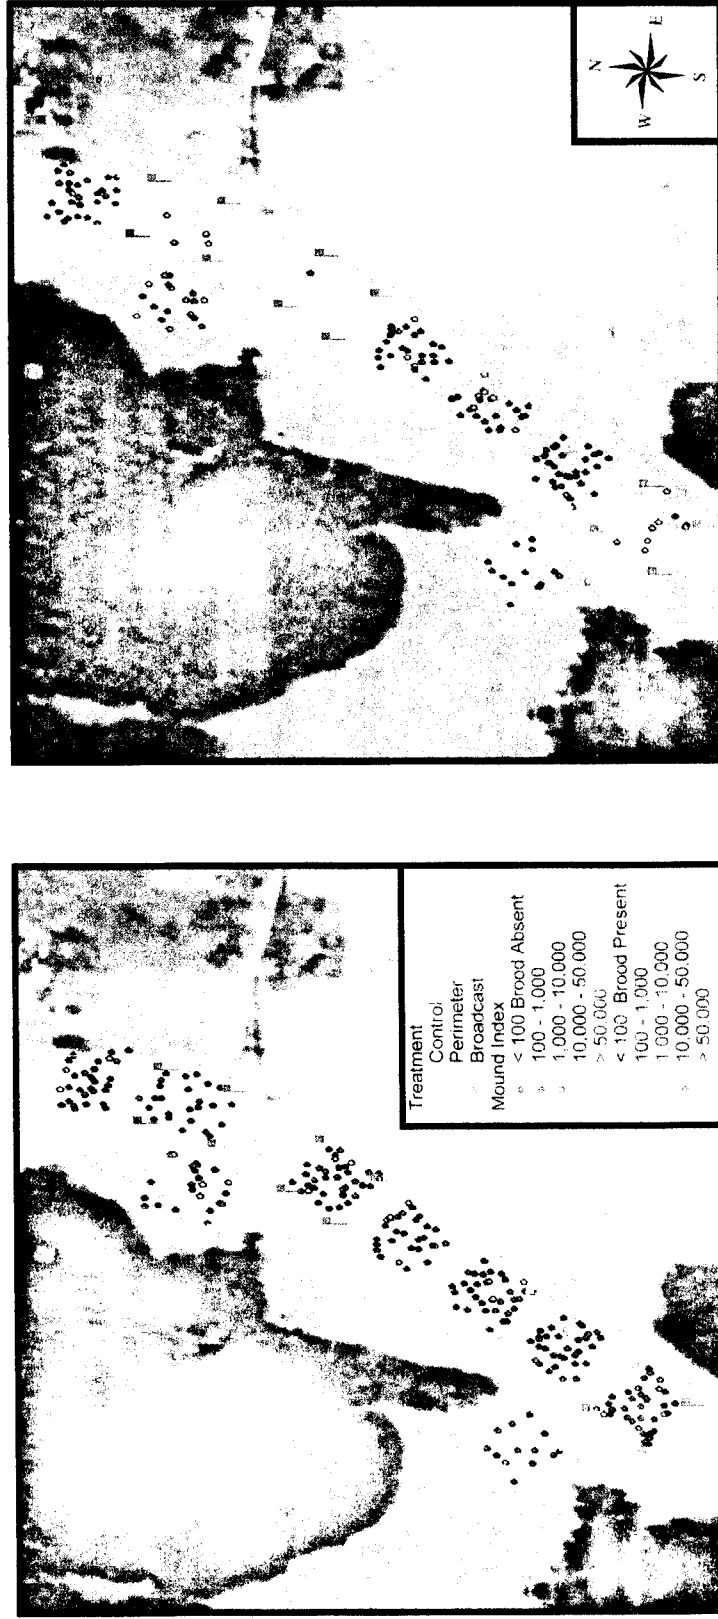 Treatment
Control
Perimeter
Broadcast
Mound Index
< 100 Brood Absent
100 - 1,000
1,000 - 10,000
10,000 - 50,000
> 50,000
< 100 Brood Present
100 - 1,000
1,000 - 10,000
10,000 - 50,000
> 50,000
N
E
S
W